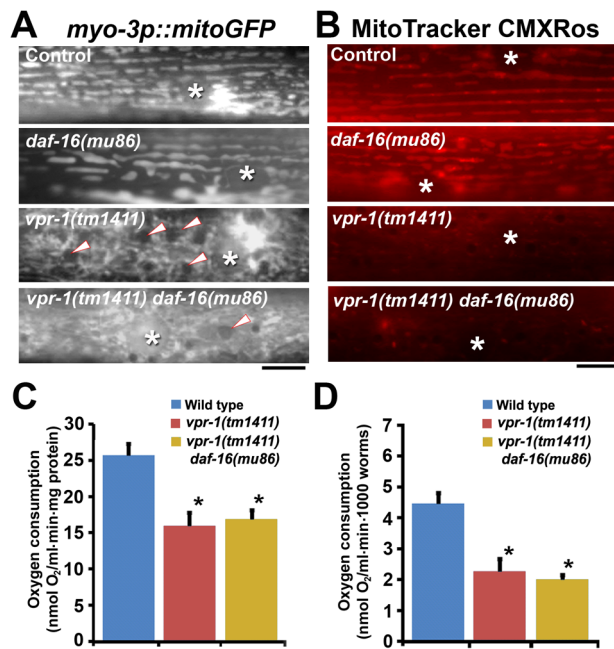 A
myo-3p::mitoGFP
Control
*
daf-16(mu86)
*
vpr-1(tm1411)
*
vpr-1(tm1411) daf-16(mu86)
*
B
MitoTracker CMXRos
Control
*
daf-16(mu86)
*
vpr-1(tm1411)
*
vpr-1(tm1411) daf-16(mu86)
*
C
Wild type
vpr-1(tm1411)
vpr-1(tm1411)
daf-16(mu86)
Oxygen consumption
(nmol O₂/ml·min·mg protein)
30
25
20
15
10
5
0
*
*
D
Wild type
vpr-1(tm1411)
vpr-1(tm1411)
daf-16(mu86)
Oxygen consumption
(nmol O₂/ml·min·1000 worms)
7
6
5
4
3
2
1
0
*
*